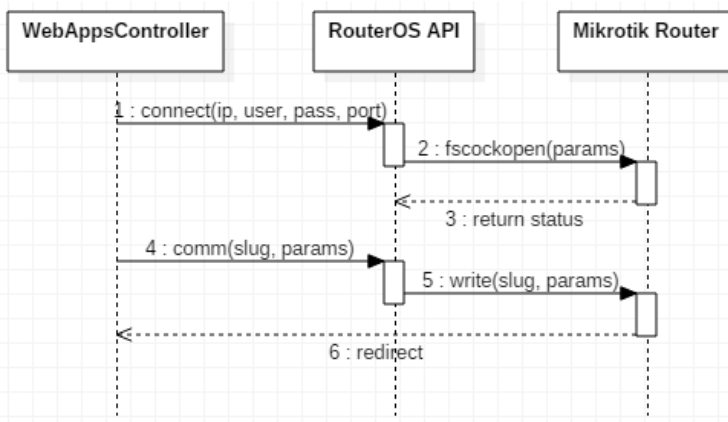 WebAppsController
RouterOS API
Mikrotik Router
1 : connect(ip, user, pass, port)
2 : fscockopen(params)
3 : return status
4 : comm(slug, params)
5 : write(slug, params)
6 : redirect